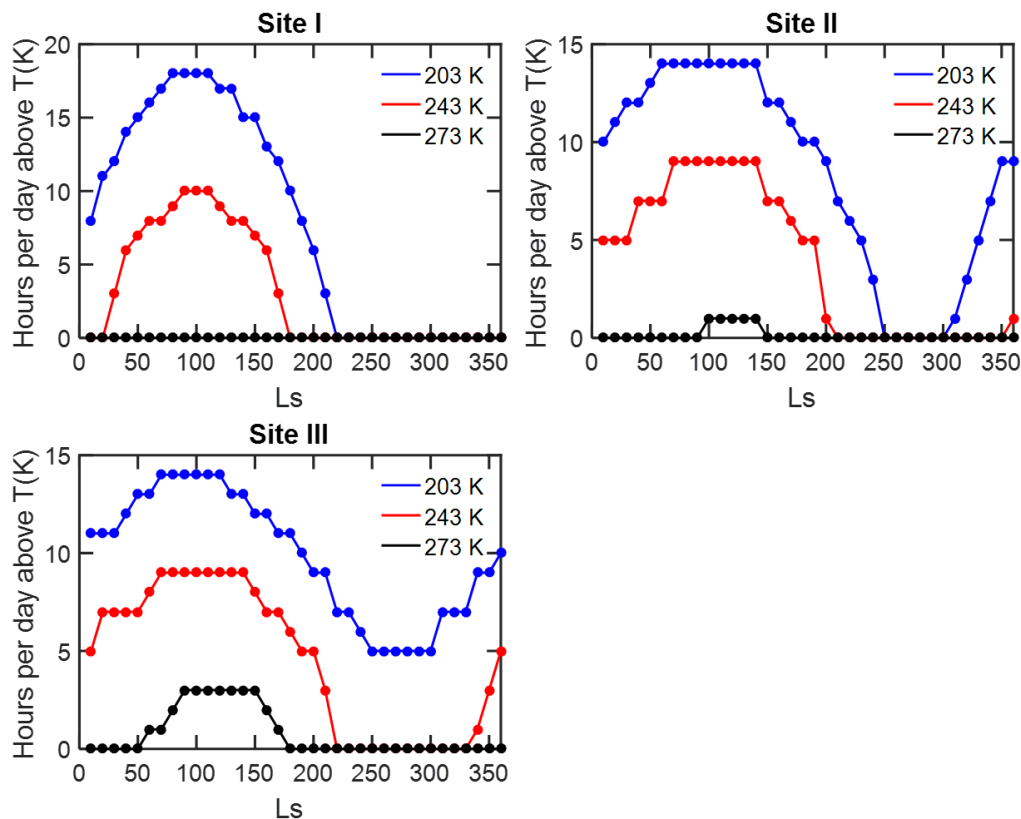 Site I
Hours per day above T(K)
20
15
10
5
0
203 K
243 K
273 K
0 50 100 150 200 250 300 350
Ls
Site II
Hours per day above T(K)
15
10
5
0
203 K
243 K
273 K
0 50 100 150 200 250 300 350
Ls
Site III
Hours per day above T(K)
15
10
5
0
203 K
243 K
273 K
0 50 100 150 200 250 300 350
Ls